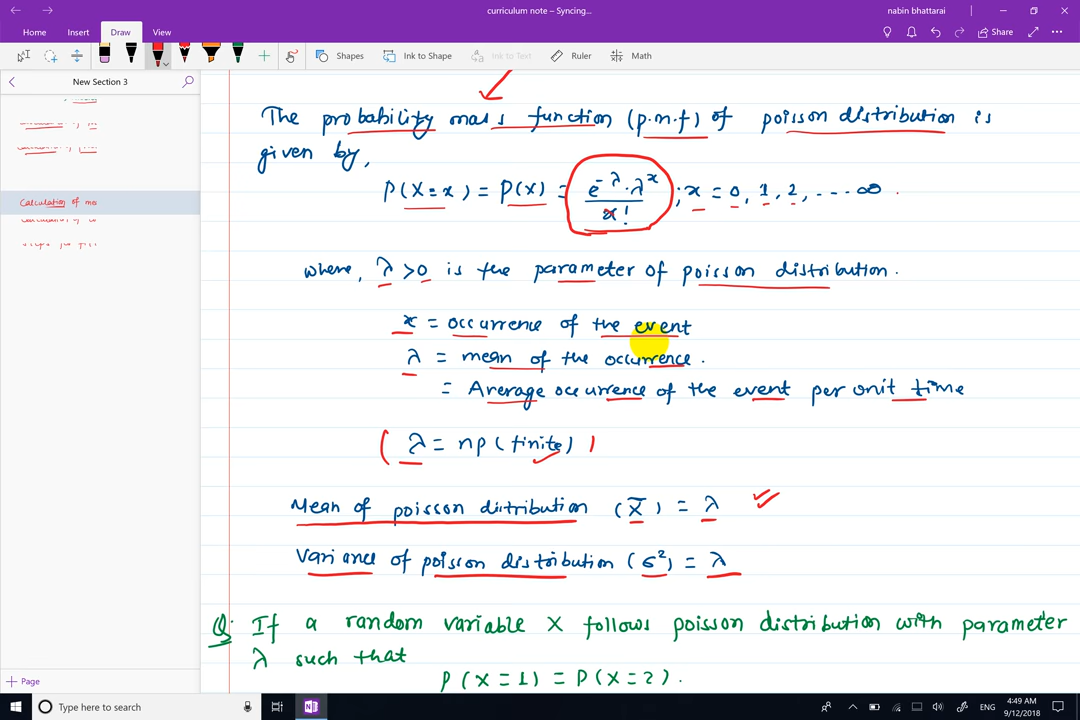 curriculum note – Syncing...
nabin bhattarai
Home Insert Draw View
Share
Shapes Ink to Shape Ink to Text Ruler Math
New Section 3
The probability mass function (p.m.f) of poisson distribution is
given by,
P(X=x) = P(x) = e^{-λ}.λ^x / x! ; x = 0, 1, 2, ..... ∞
where, λ >0 is the parameter of poisson distribution.
x = occurrence of the event
λ = mean of the occurrence.
= Average occurrence of the event per unit time
( λ = np (finite) )
Mean of poisson distribution (X̄) = λ
Variance of poisson distribution (σ²) = λ
Q. If a random variable X follows poisson distribution with parameter
λ such that
P(X=1) = P(X=2).
Calculation of me
+ Page
Type here to search
ENG
4:49 AM
9/12/2018